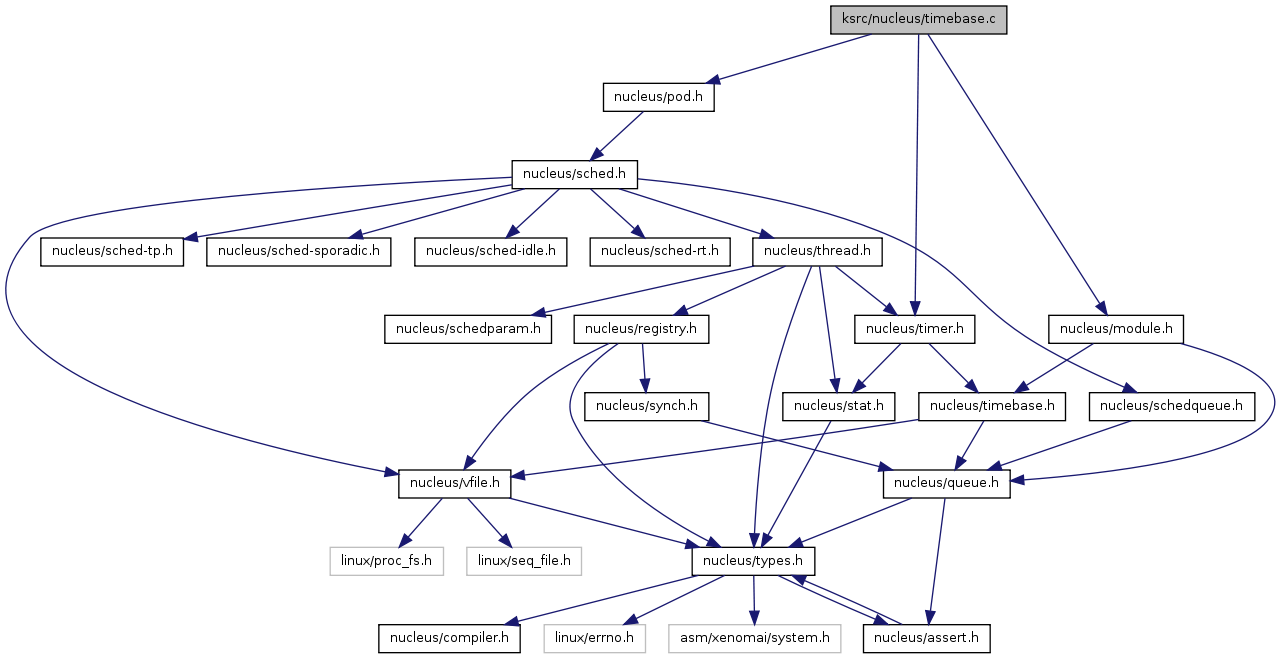 ksrc/nucleus/timebase.c
nucleus/pod.h
nucleus/sched.h
nucleus/sched-tp.h
nucleus/sched-sporadic.h
nucleus/sched-idle.h
nucleus/sched-rt.h
nucleus/thread.h
nucleus/schedparam.h
nucleus/registry.h
nucleus/timer.h
nucleus/module.h
nucleus/synch.h
nucleus/stat.h
nucleus/timebase.h
nucleus/schedqueue.h
nucleus/vfile.h
nucleus/queue.h
linux/proc_fs.h
linux/seq_file.h
nucleus/types.h
nucleus/compiler.h
linux/errno.h
asm/xenomai/system.h
nucleus/assert.h